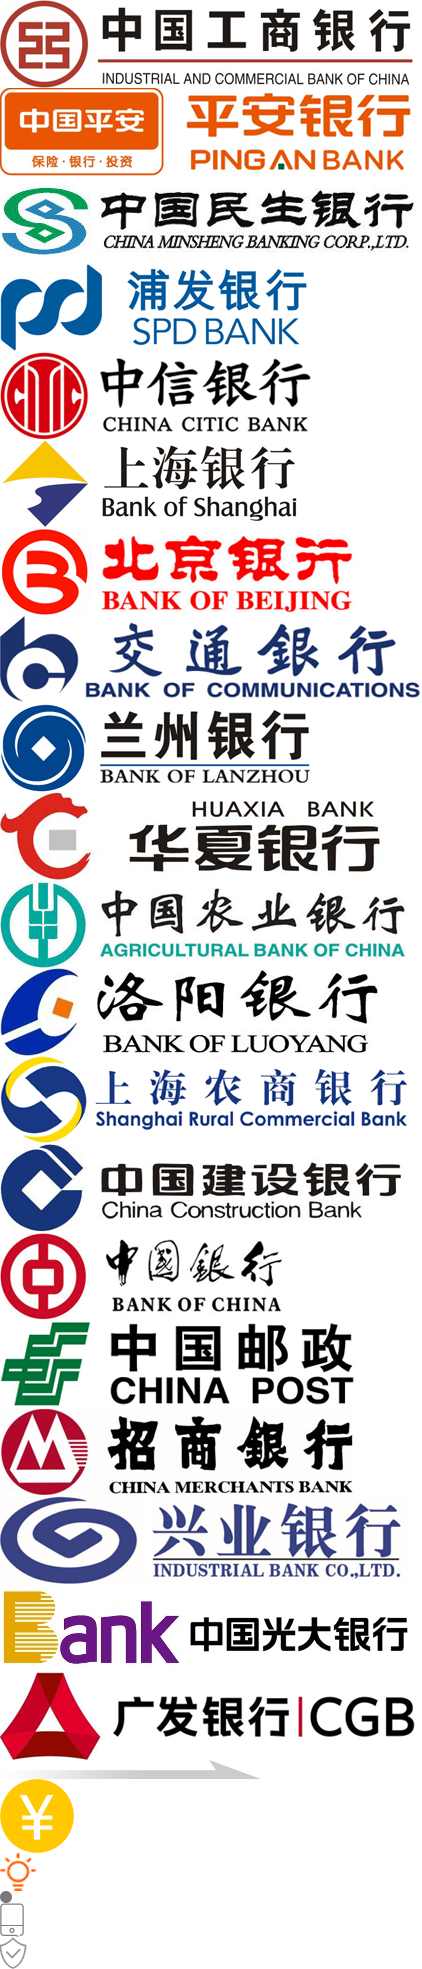 中国工商银行
INDUSTRIAL AND COMMERCIAL BANK OF CHINA
中国平安
保险·银行·投资
平安银行
PING AN BANK
中国民生银行
CHINA MINSHENG BANKING CORP.,LTD.
浦发银行
SPD BANK
CITIC
中信银行
CHINA CITIC BANK
上海银行
Bank of Shanghai
北京银行
BANK OF BEIJING
交通銀行
BANK OF COMMUNICATIONS
兰州银行
BANK OF LANZHOU
HUAXIA BANK
华夏银行
中国农业银行
AGRICULTURAL BANK OF CHINA
洛阳银行
BANK OF LUOYANG
上海农商银行
Shanghai Rural Commercial Bank
中国建设银行
China Construction Bank
中國銀行
BANK OF CHINA
中国邮政
CHINA POST
招商銀行
CHINA MERCHANTS BANK
兴业银行
INDUSTRIAL BANK CO.,LTD.
Bank 中国光大银行
广发银行|CGB
¥